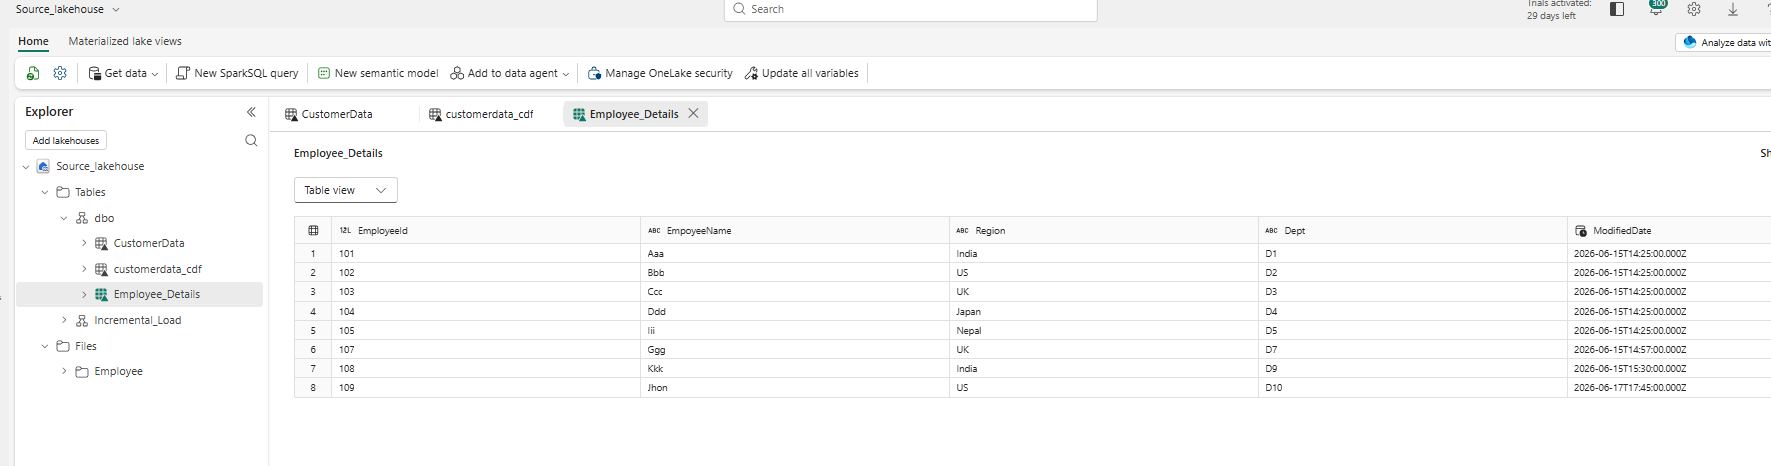 Source_lakehouse
Search
Trials activated:
29 days left
300
Home Materialized lake views
Analyze data wit
Get data New SparkSQL query New semantic model Add to data agent Manage OneLake security Update all variables
Explorer
Add lakehouses
Source_lakehouse
Tables
dbo
CustomerData
customerdata_cdf
Employee_Details
Incremental_Load
Files
Employee
CustomerData customerdata_cdf Employee_Details
Employee_Details
Sh
Table view
12L EmployeeId ABC EmpoyeeName ABC Region ABC Dept ModifiedDate
1 101 Aaa India D1 2026-06-15T14:25:00.000Z
2 102 Bbb US D2 2026-06-15T14:25:00.000Z
3 103 Ccc UK D3 2026-06-15T14:25:00.000Z
4 104 Ddd Japan D4 2026-06-15T14:25:00.000Z
5 105 Iii Nepal D5 2026-06-15T14:25:00.000Z
6 107 Ggg UK D7 2026-06-15T14:57:00.000Z
7 108 Kkk India D9 2026-06-15T15:30:00.000Z
8 109 Jhon US D10 2026-06-17T17:45:00.000Z